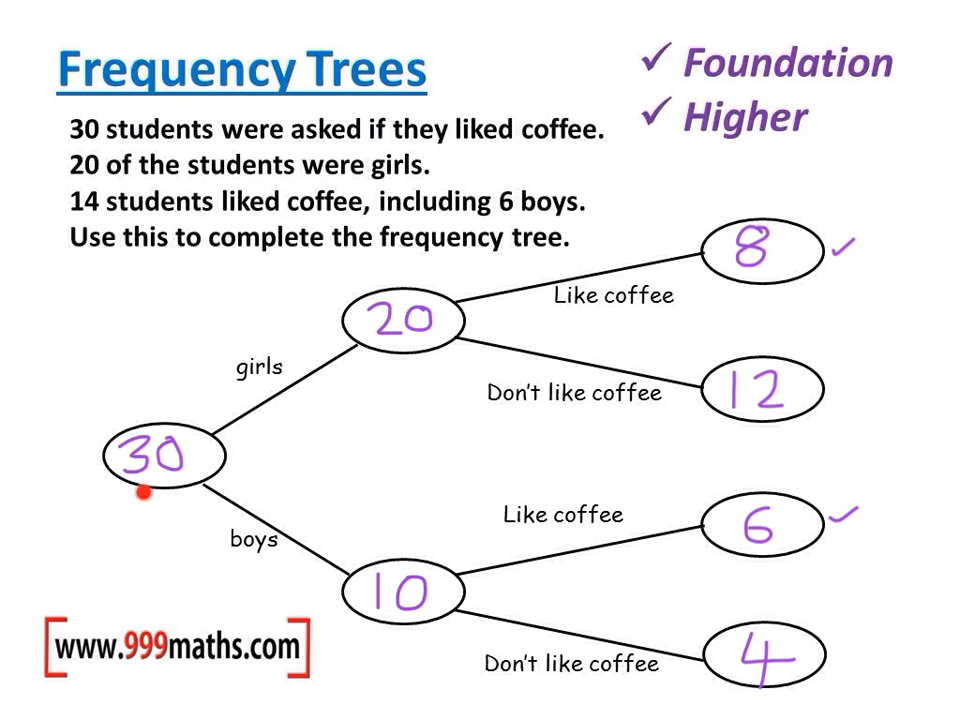 Frequency Trees
✓ Foundation
✓ Higher
30 students were asked if they liked coffee.
20 of the students were girls.
14 students liked coffee, including 6 boys.
Use this to complete the frequency tree.
8 ✓
Like coffee
20
girls
Don't like coffee
12
30
Like coffee
6 ✓
boys
10
Don't like coffee
4
www.999maths.com